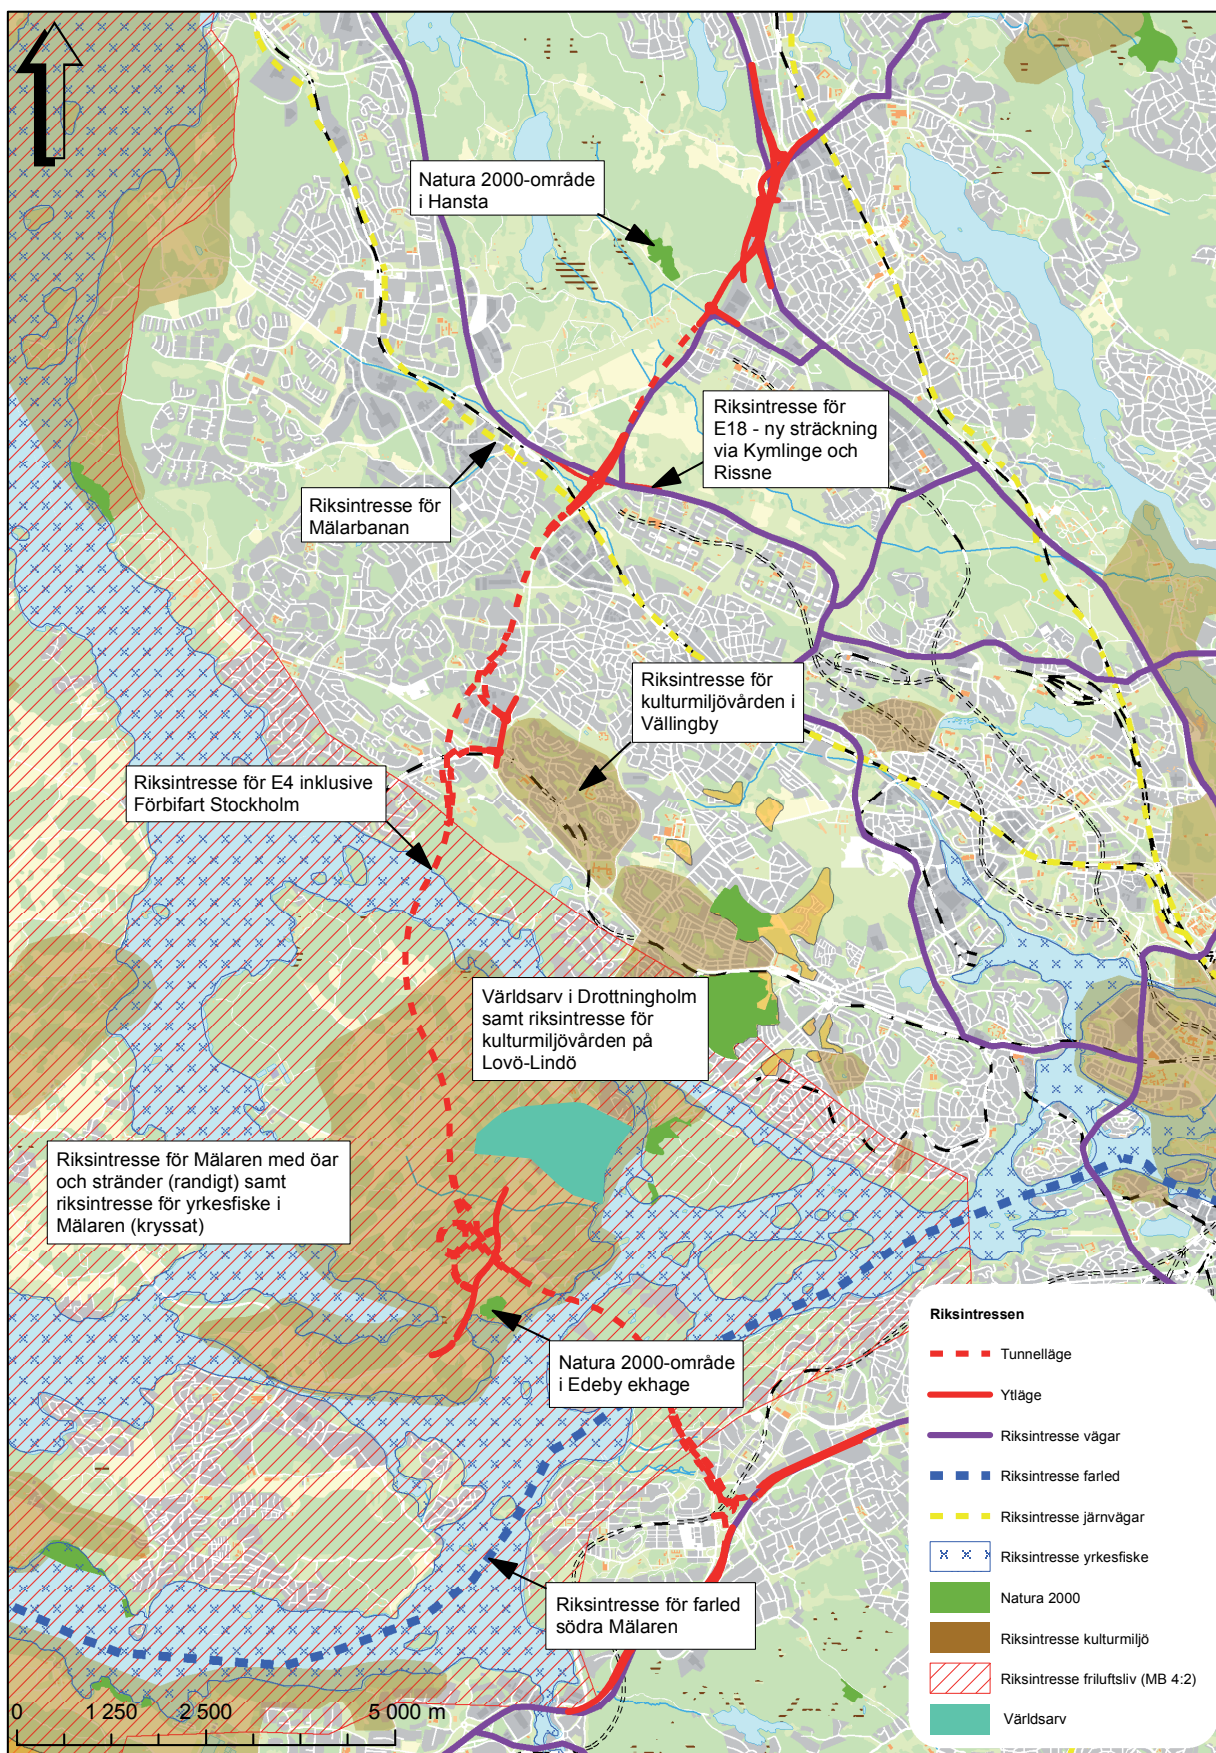 Natura 2000-område
i Hansta
Riksintresse för
E18 - ny sträckning
via Kymlinge och
Rissne
Riksintresse för
Mälarbanan
Riksintresse för
kulturmiljövården i
Vällingby
Riksintresse för E4 inklusive
Förbifart Stockholm
Världsarv i Drottningholm
samt riksintresse för
kulturmiljövården på
Lovö-Lindö
Riksintresse för Mälaren med öar
och stränder (randigt) samt
riksintresse för yrkesfiske i
Mälaren (kryssat)
Natura 2000-område
i Edeby ekhage
Riksintresse för farled
södra Mälaren
Riksintressen
Tunnelläge
Ytläge
Riksintresse vägar
Riksintresse farled
Riksintresse järnvägar
Riksintresse yrkesfiske
Natura 2000
Riksintresse kulturmiljö
Riksintresse friluftsliv (MB 4:2)
Världsarv
0 1 250 2 500 5 000 m